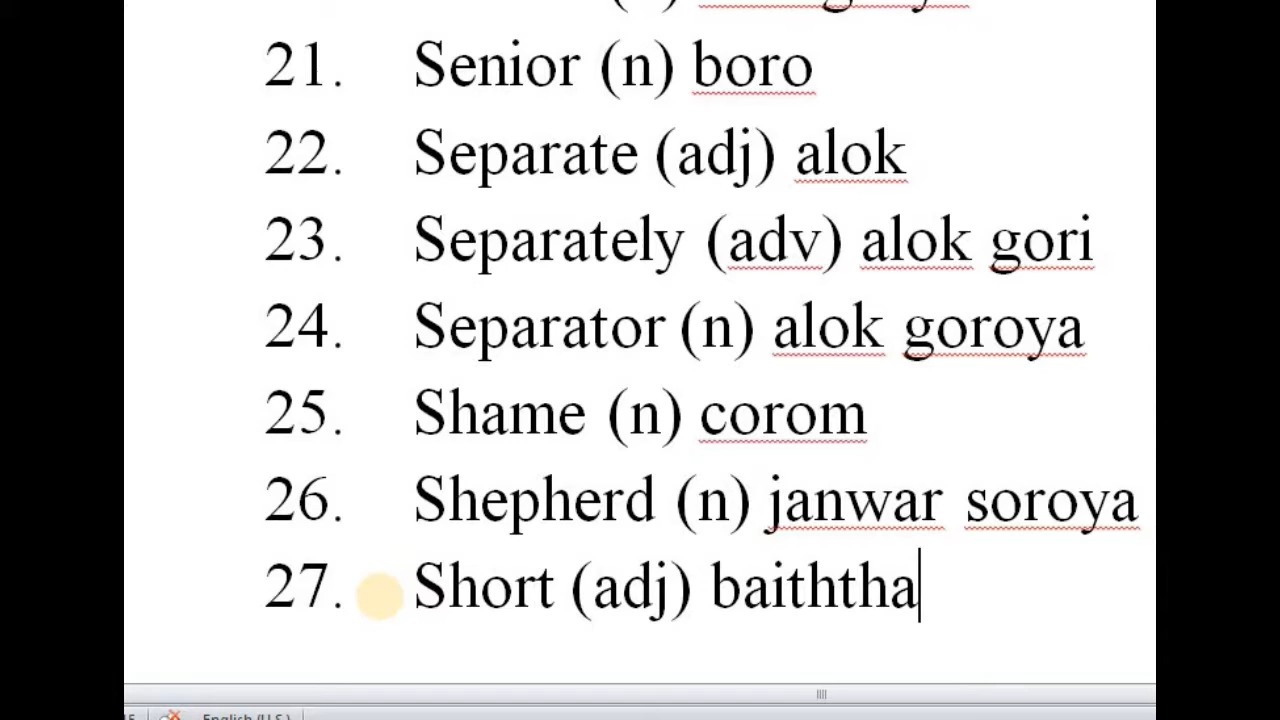 21. Senior (n) boro
22. Separate (adj) alok
23. Separately (adv) alok gori
24. Separator (n) alok goroya
25. Shame (n) corom
26. Shepherd (n) janwar soroya
27. Short (adj) baiththa
English (U.S.)